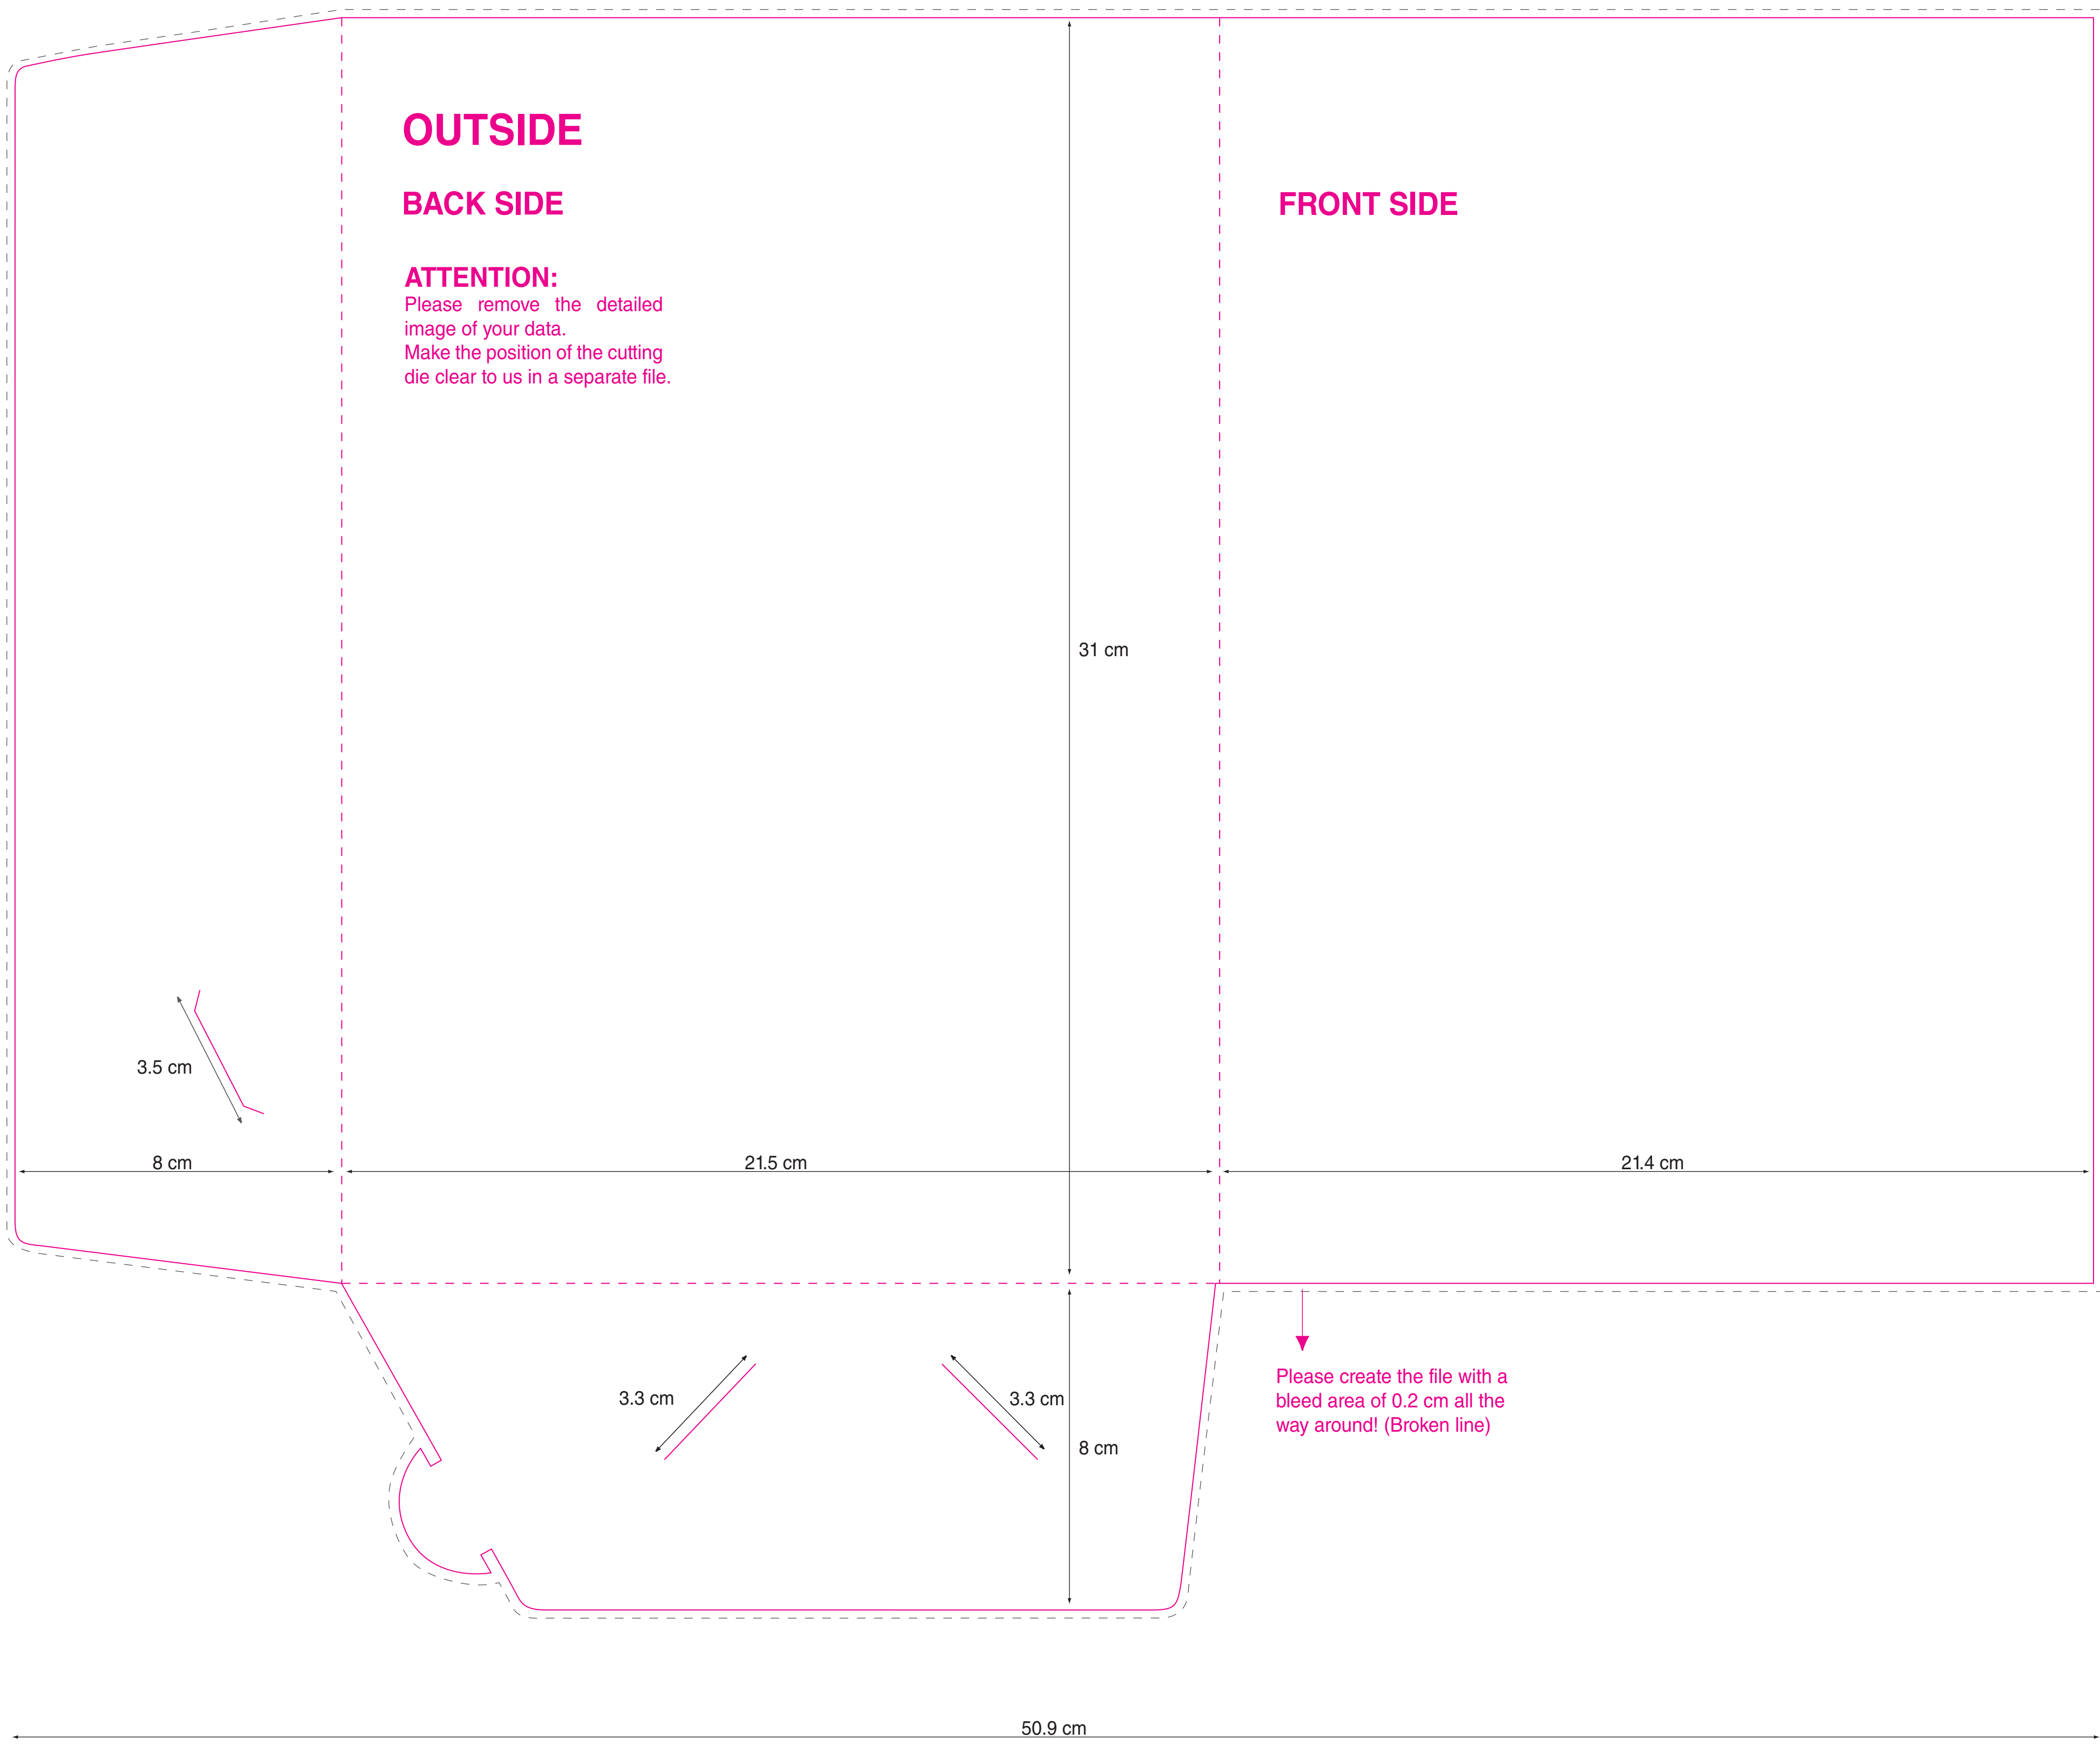 OUTSIDE
BACK SIDE
FRONT SIDE
ATTENTION:
Please remove the detailed
image of your data.
Make the position of the cutting
die clear to us in a separate file.
31 cm
3.5 cm
8 cm
21.5 cm
21.4 cm
3.3 cm
3.3 cm
8 cm
Please create the file with a
bleed area of 0.2 cm all the
way around! (Broken line)
50.9 cm